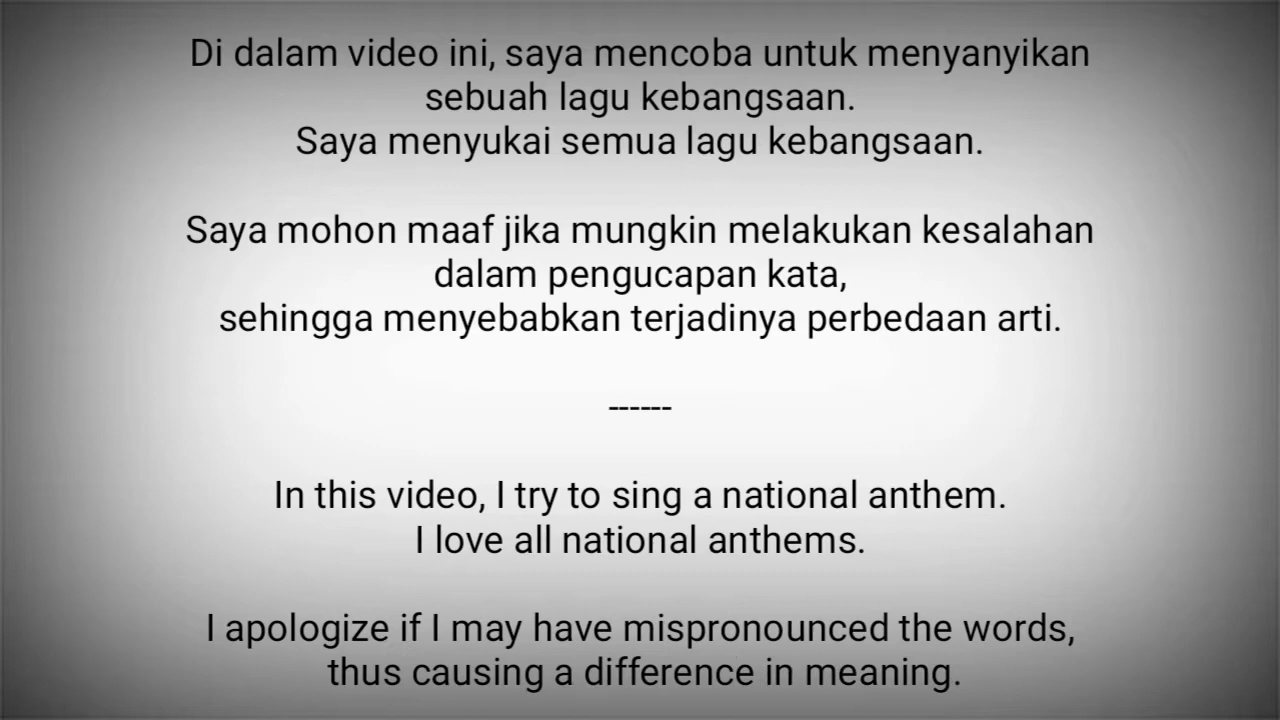 Di dalam video ini, saya mencoba untuk menyanyikan
sebuah lagu kebangsaan.
Saya menyukai semua lagu kebangsaan.
Saya mohon maaf jika mungkin melakukan kesalahan
dalam pengucapan kata,
sehingga menyebabkan terjadinya perbedaan arti.
------
In this video, I try to sing a national anthem.
I love all national anthems.
I apologize if I may have mispronounced the words,
thus causing a difference in meaning.